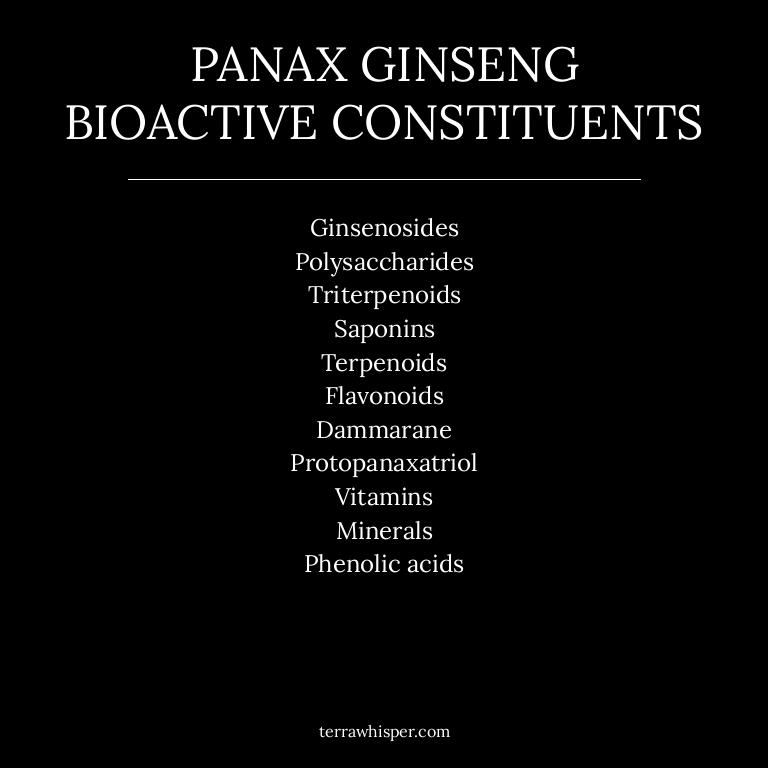 PANAX GINSENG
BIOACTIVE CONSTITUENTS
Ginsenosides
Polysaccharides
Triterpenoids
Saponins
Terpenoids
Flavonoids
Dammarane
Protopanaxatriol
Vitamins
Minerals
Phenolic acids
terrawhisper.com